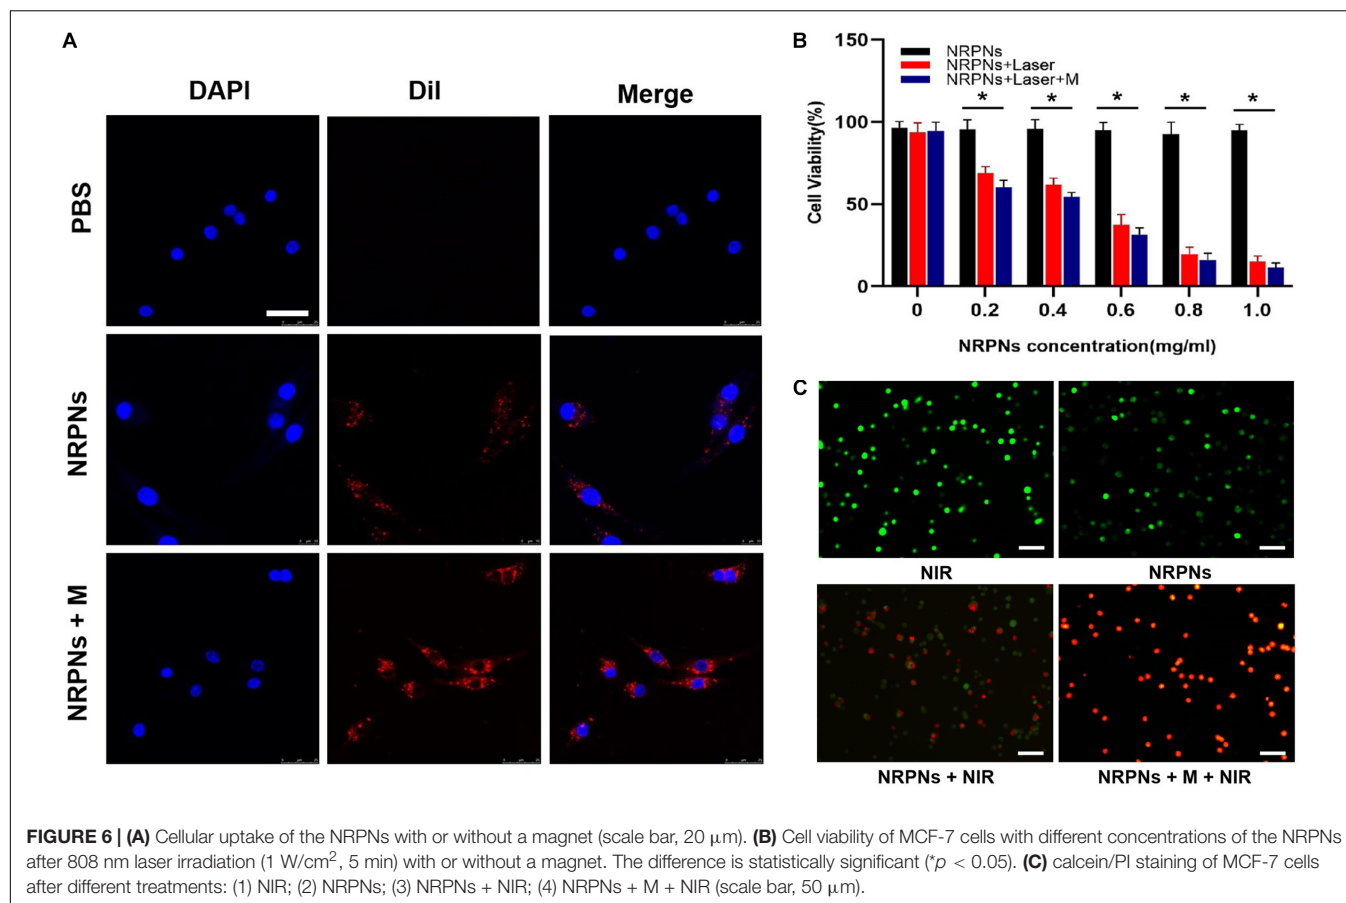 A
DAPI
DiI
Merge
PBS
NRPNs
NRPNs + M
B
NRPNs
NRPNs+Laser
NRPNs+Laser+M
150
100
50
0
Cell Viability(%)
* * * * *
0 0.2 0.4 0.6 0.8 1.0
NRPNs concentration(mg/ml)
C
NIR
NRPNs
NRPNs + NIR
NRPNs + M + NIR
FIGURE 6 | (A) Cellular uptake of the NRPNs with or without a magnet (scale bar, 20 μm). (B) Cell viability of MCF-7 cells with different concentrations of the NRPNs
after 808 nm laser irradiation (1 W/cm², 5 min) with or without a magnet. The difference is statistically significant (*p < 0.05). (C) calcein/PI staining of MCF-7 cells
after different treatments: (1) NIR; (2) NRPNs; (3) NRPNs + NIR; (4) NRPNs + M + NIR (scale bar, 50 μm).